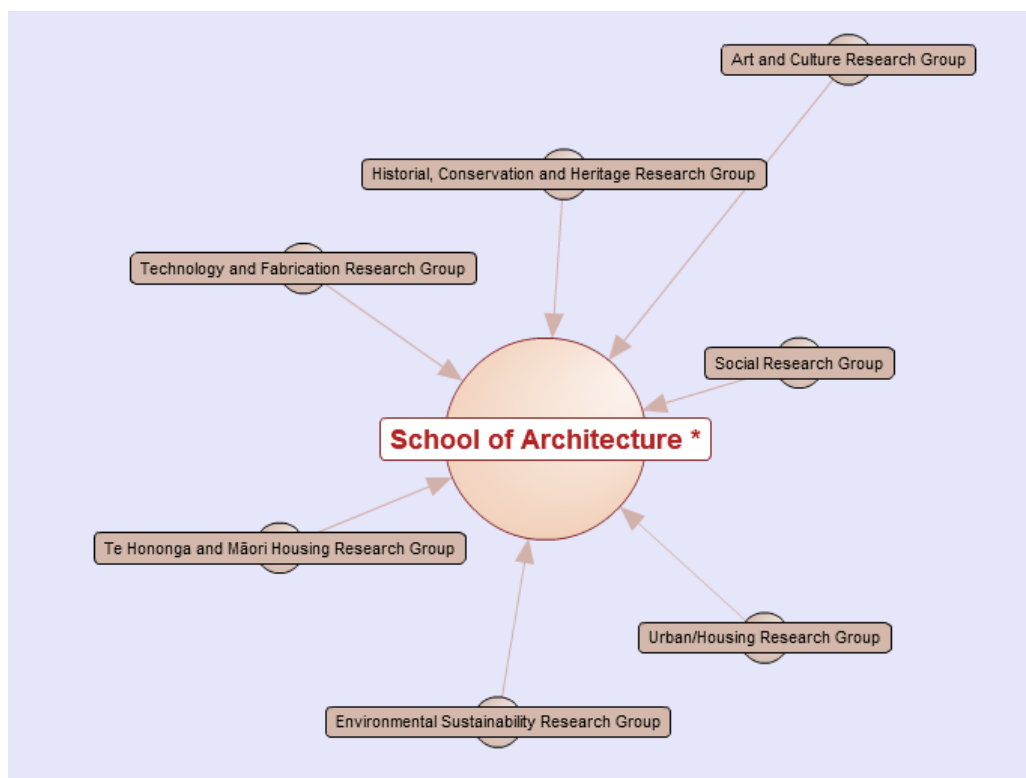 Art and Culture Research Group
Historial, Conservation and Heritage Research Group
Technology and Fabrication Research Group
Social Research Group
School of Architecture *
Te Hononga and Māori Housing Research Group
Urban/Housing Research Group
Environmental Sustainability Research Group